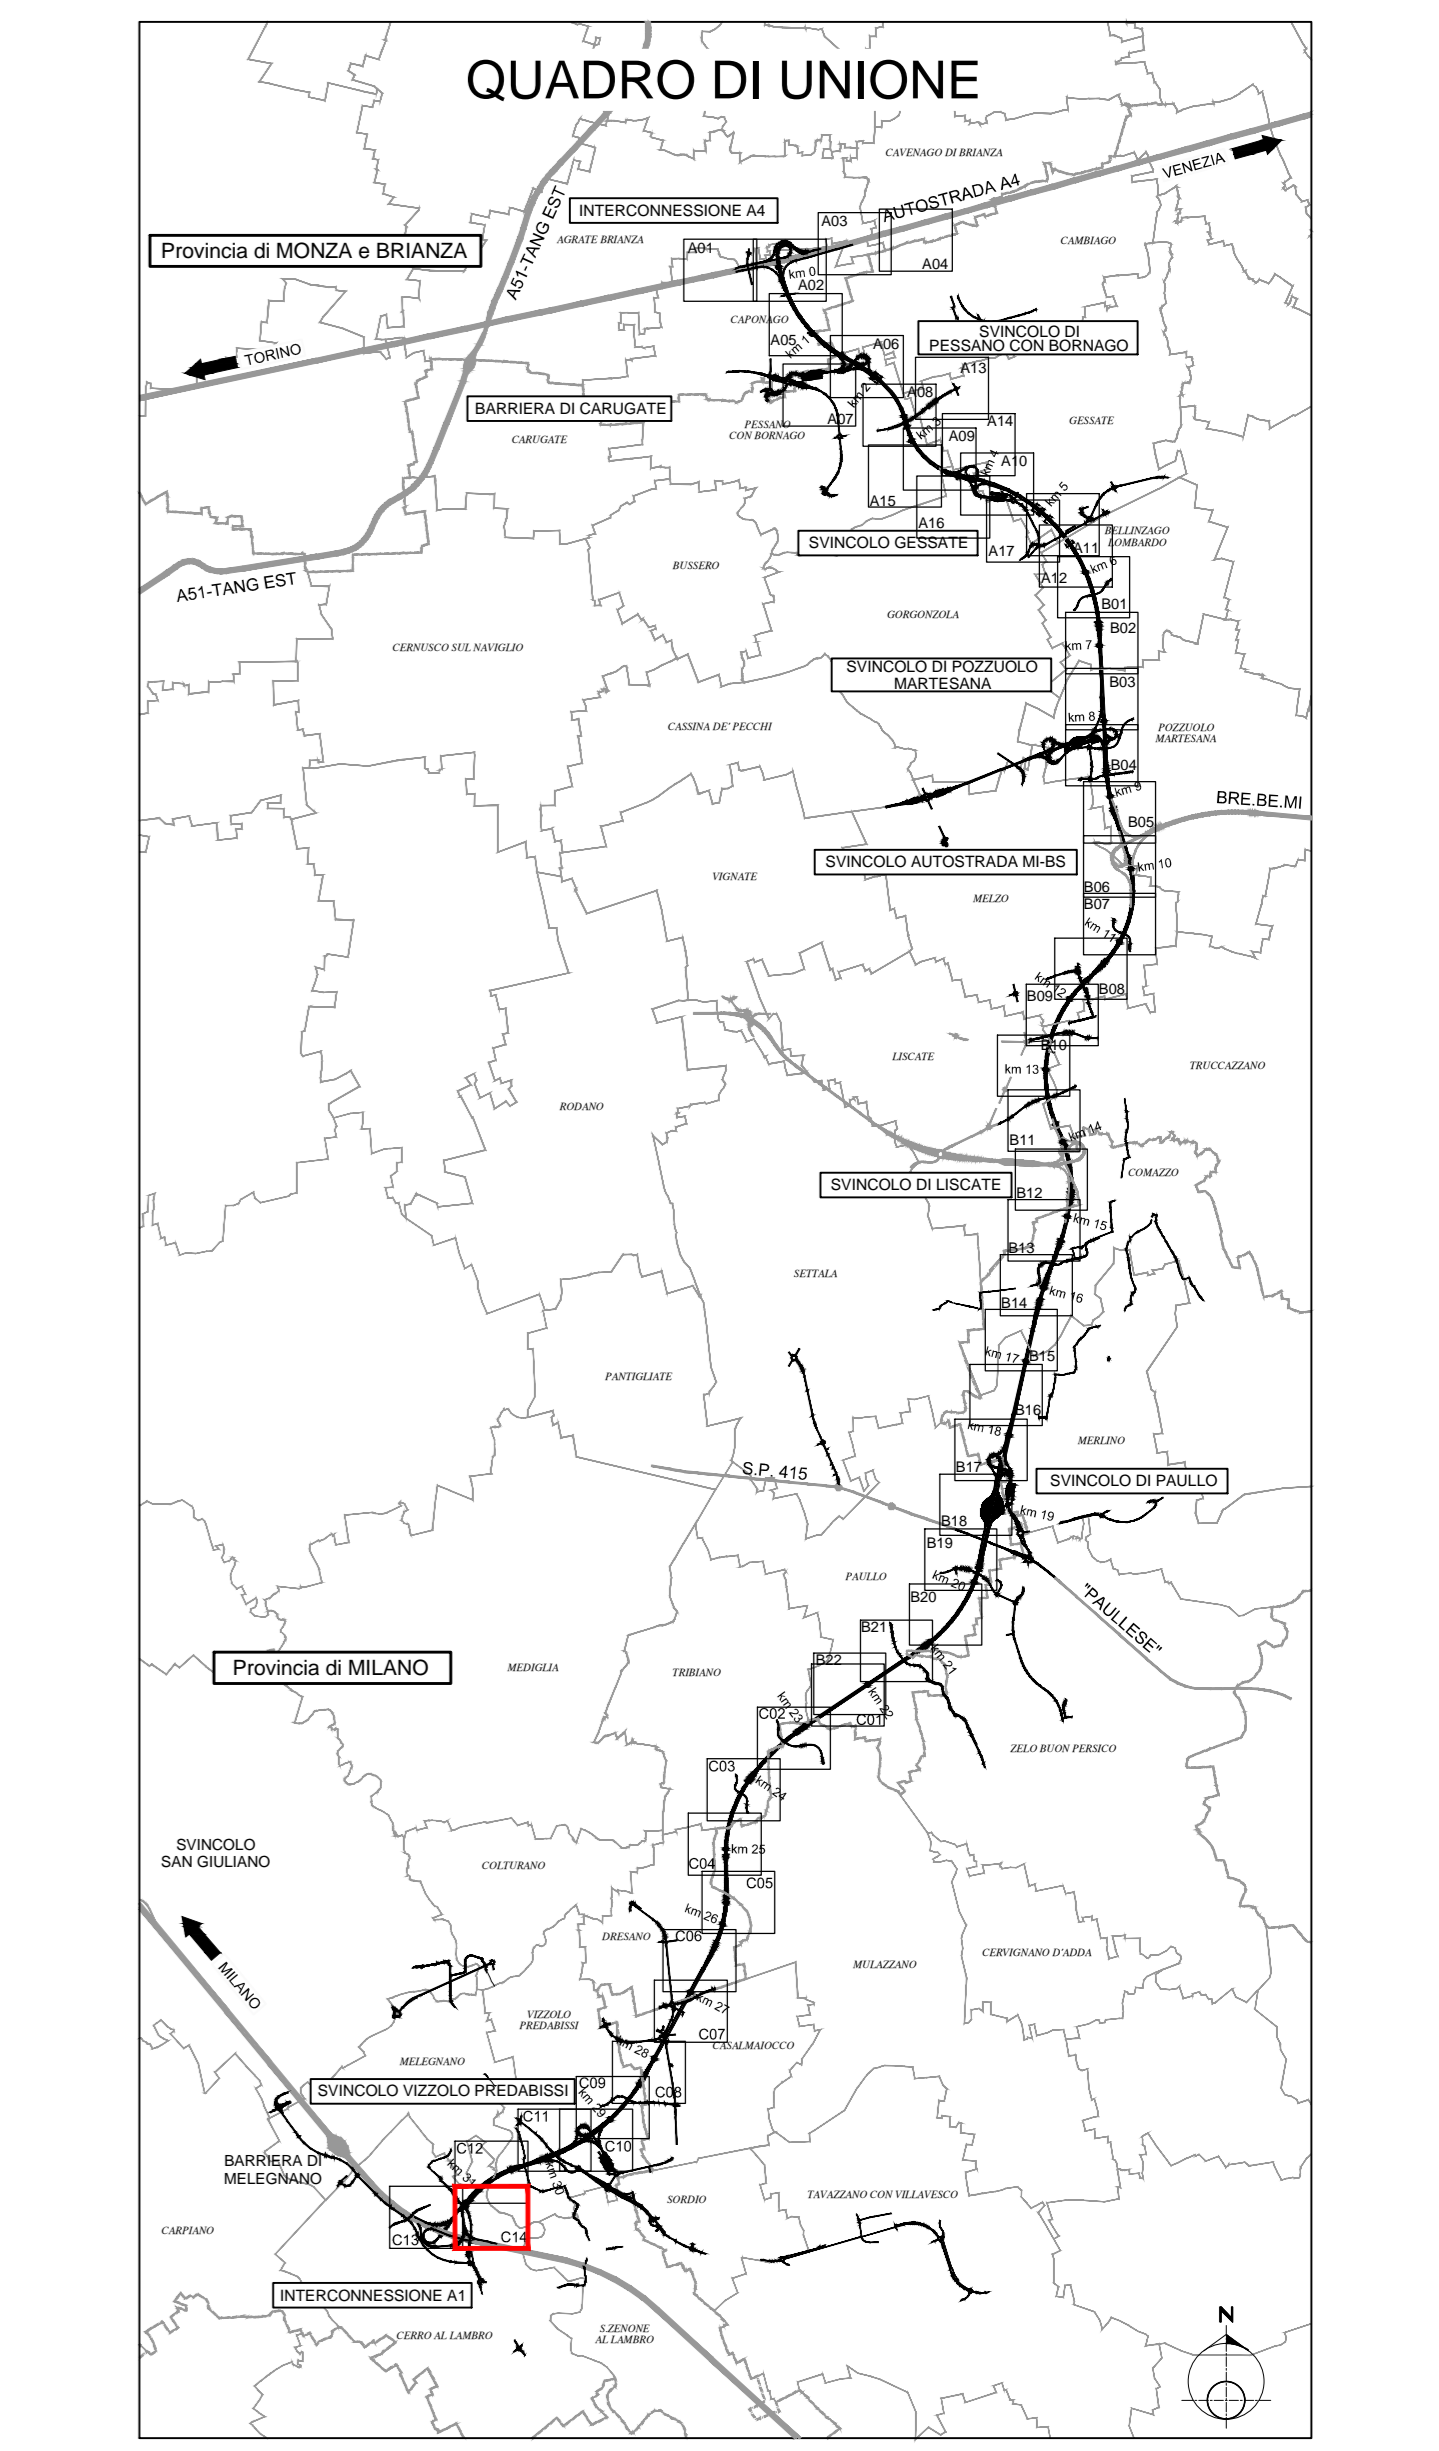 QUADRO DI UNIONE
CAVENAGO DI BRIANZA
VENEZIA
AUTOSTRADA A4
INTERCONNESSIONE A4
A03
AGRATE BRIANZA
A51-TANG EST
Provincia di MONZA e BRIANZA
A01
CAMBIAGO
A04
km 0
A02
CAPONAGO
SVINCOLO DI
PESSANO CON BORNAGO
A05
km 1
A06
TORINO
A13
km 2
A08
BARRIERA DI CARUGATE
A07
PESSANO
CON BORNAGO
CARUGATE
km 3
A14
GESSATE
A09
km 4
A10
km 5
A15
A16
SVINCOLO GESSATE
A17
BELLINZAGO
LOMBARDO
A11
BUSSERO
km 6
A12
A51-TANG EST
B01
GORGONZOLA
B02
CERNUSCO SUL NAVIGLIO
km 7
SVINCOLO DI POZZUOLO
MARTESANA
B03
km 8
CASSINA DE' PECCHI
POZZUOLO
MARTESANA
B04
km 9
BRE.BE.MI
B05
SVINCOLO AUTOSTRADA MI-BS
km 10
VIGNATE
B06
MELZO
B07
km 11
km 12
B08
B09
B10
LISCATE
km 13
TRUCCAZZANO
RODANO
km 14
B11
COMAZZO
SVINCOLO DI LISCATE
B12
km 15
B13
SETTALA
km 16
B14
km 17
B15
PANTIGLIATE
B16
km 18
MERLINO
B17
S.P. 415
SVINCOLO DI PAULLO
km 19
B18
B19
PAULLO
km 20
B20
"PAULLESE"
B21
km 21
B22
Provincia di MILANO
MEDIGLIA
TRIBIANO
km 22
km 23
C02
C01
ZELO BUON PERSICO
C03
km 24
SVINCOLO
SAN GIULIANO
km 25
COLTURANO
C04
C05
km 26
DRESANO
C06
CERVIGNANO D'ADDA
MULAZZANO
MILANO
km 27
VIZZOLO
PREDABISSI
C07
CASALMAIOCCO
km 28
MELEGNANO
SVINCOLO VIZZOLO PREDABISSI
C09
C08
km 29
C11
C10
C12
BARRIERA DI
MELEGNANO
km 31
km 30
SORDIO
TAVAZZANO CON VILLAVESCO
CARPIANO
C13
C14
INTERCONNESSIONE A1
CERRO AL LAMBRO
S.ZENONE
AL LAMBRO
N